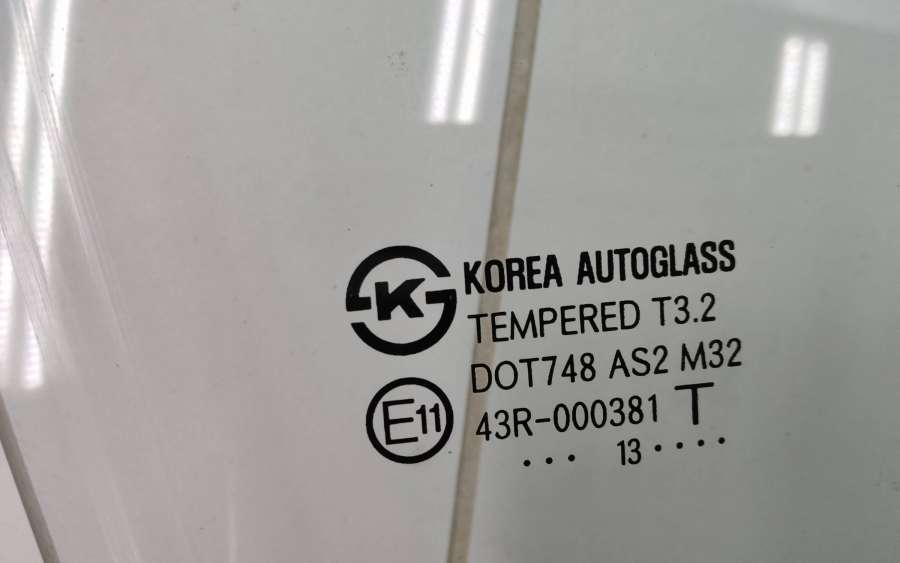 K KOREA AUTOGLASS
TEMPERED T3.2
DOT748 AS2 M32
E11 43R-000381 T
... 13 ....